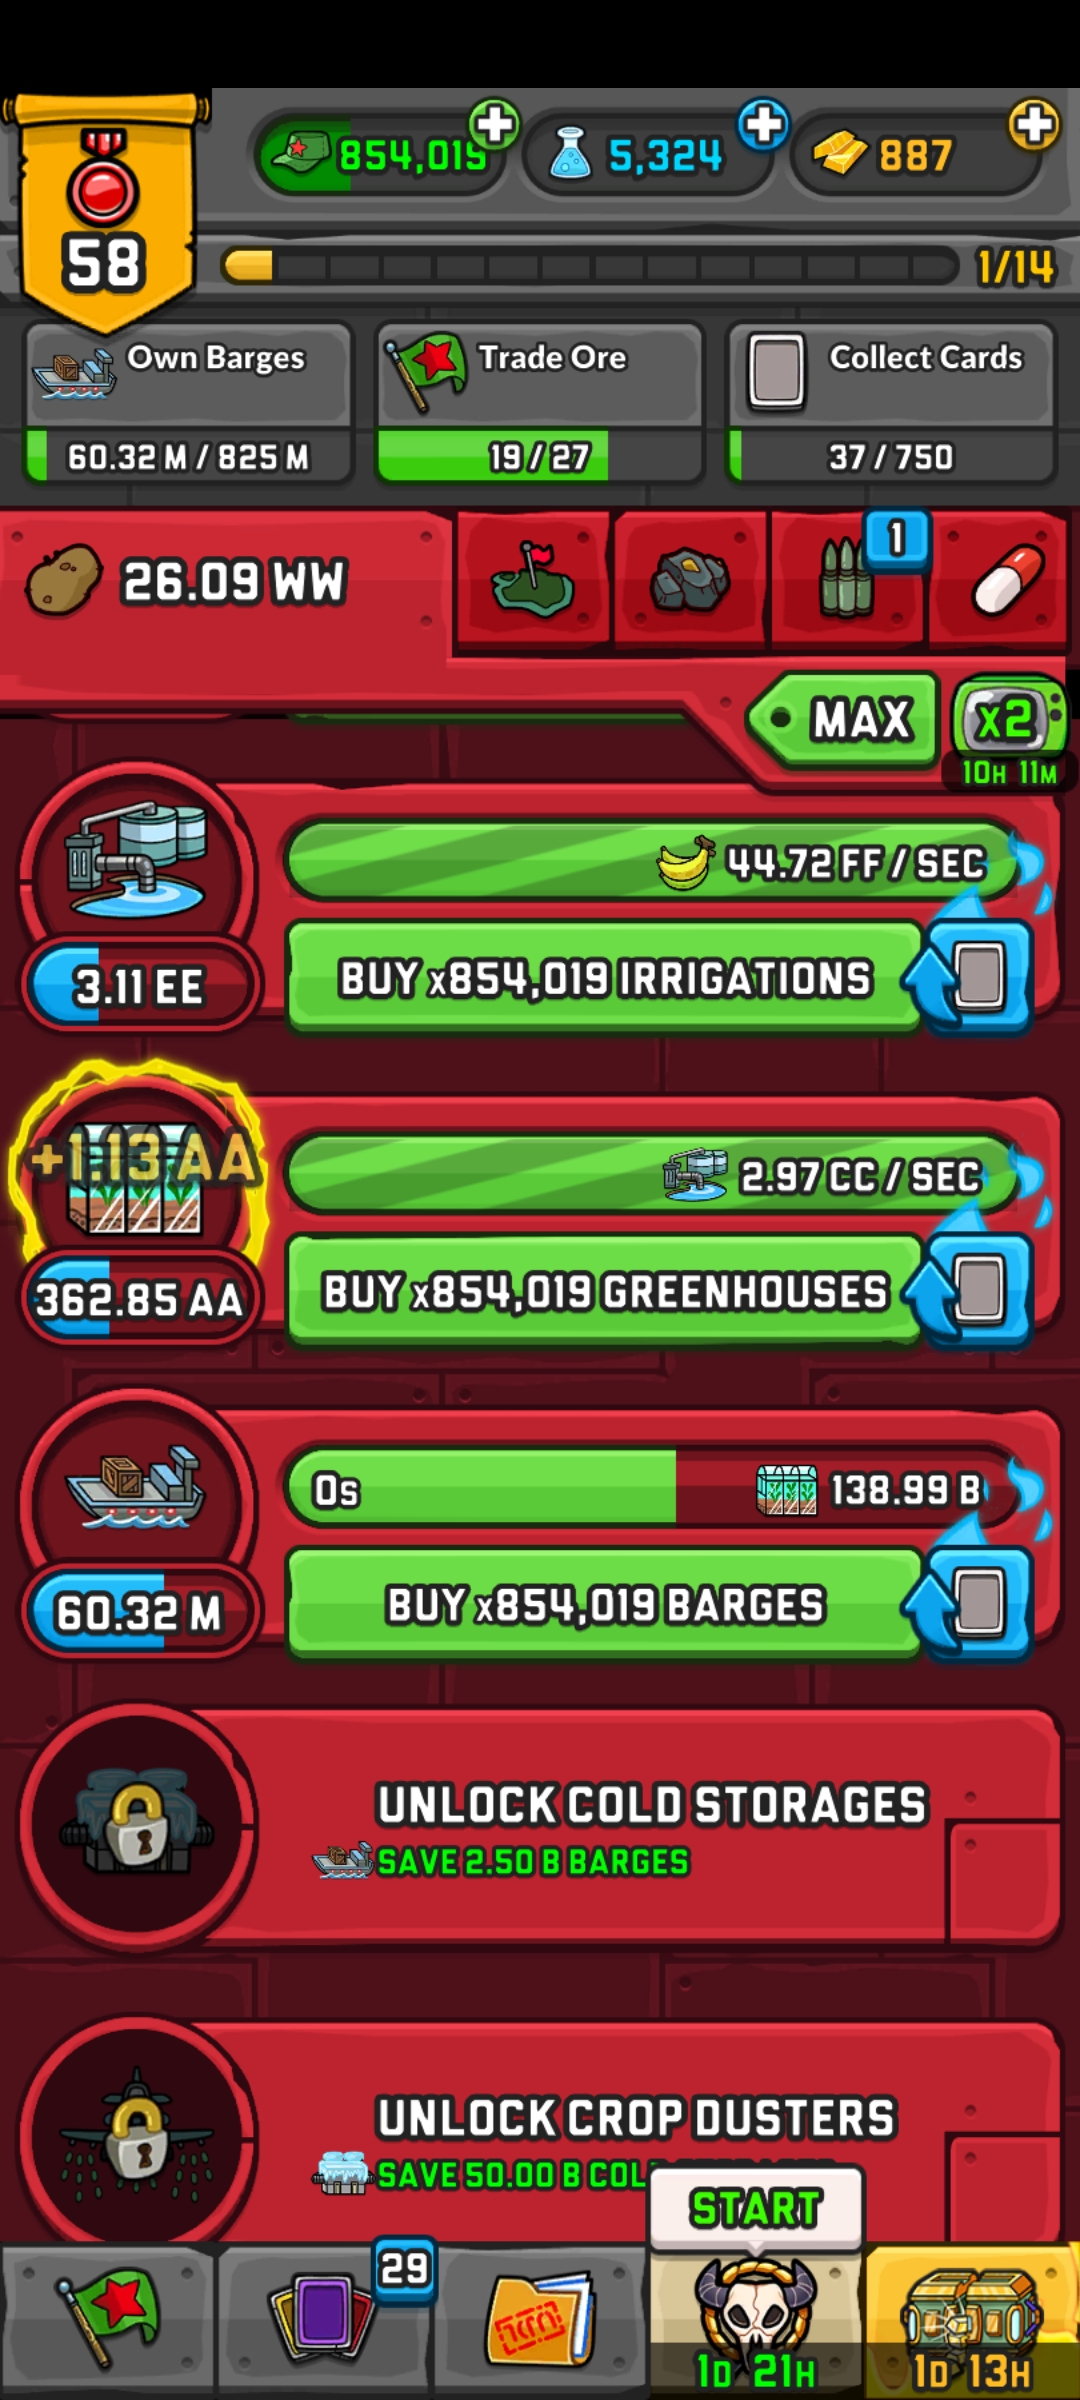 854,019
5,324
887
58
1/14
Own Barges
Trade Ore
Collect Cards
60.32 M / 825 M
19 / 27
37 / 750
26.09 WW
1
MAX
x2
10H 11M
44.72 FF / SEC
3.11 EE
BUY x854,019 IRRIGATIONS
+1.13 AA
2.97 CC / SEC
362.85 AA
BUY x854,019 GREENHOUSES
0s
138.99 B
60.32 M
BUY x854,019 BARGES
UNLOCK COLD STORAGES
SAVE 2.50 B BARGES
UNLOCK CROP DUSTERS
SAVE 50.00 B COL
START
29
1D 21H
1D 13H